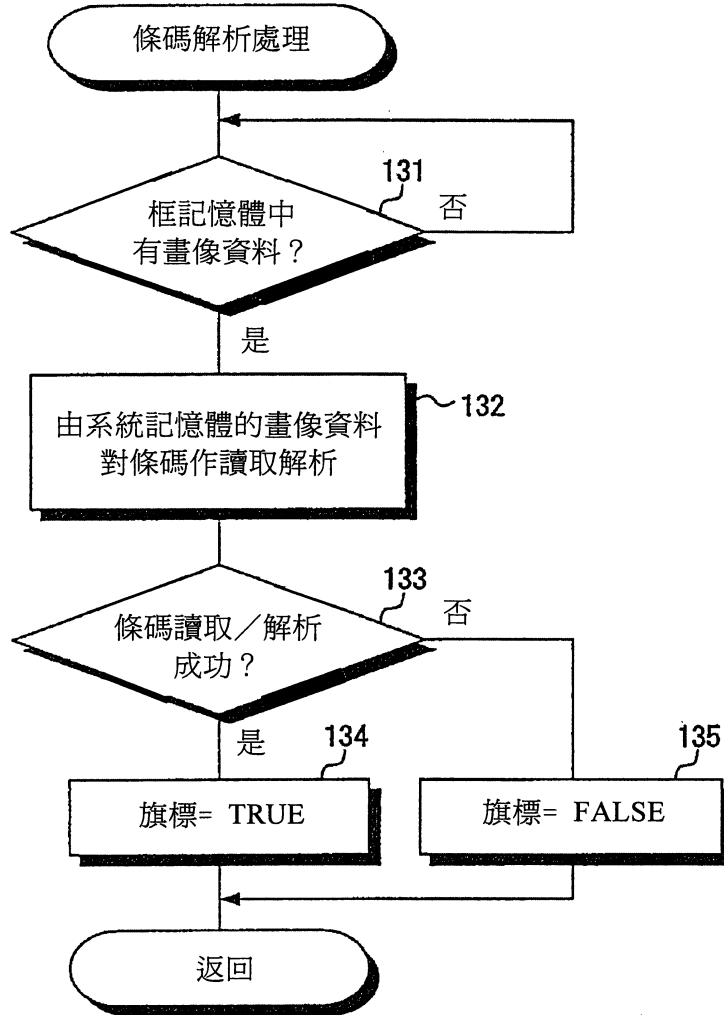 條碼解析處理
131
框記憶體中
有畫像資料？
否
是
132
由系統記憶體的畫像資料
對條碼作讀取解析
133
條碼讀取／解析
成功？
否
是
134
旗標= TRUE
135
旗標= FALSE
返回